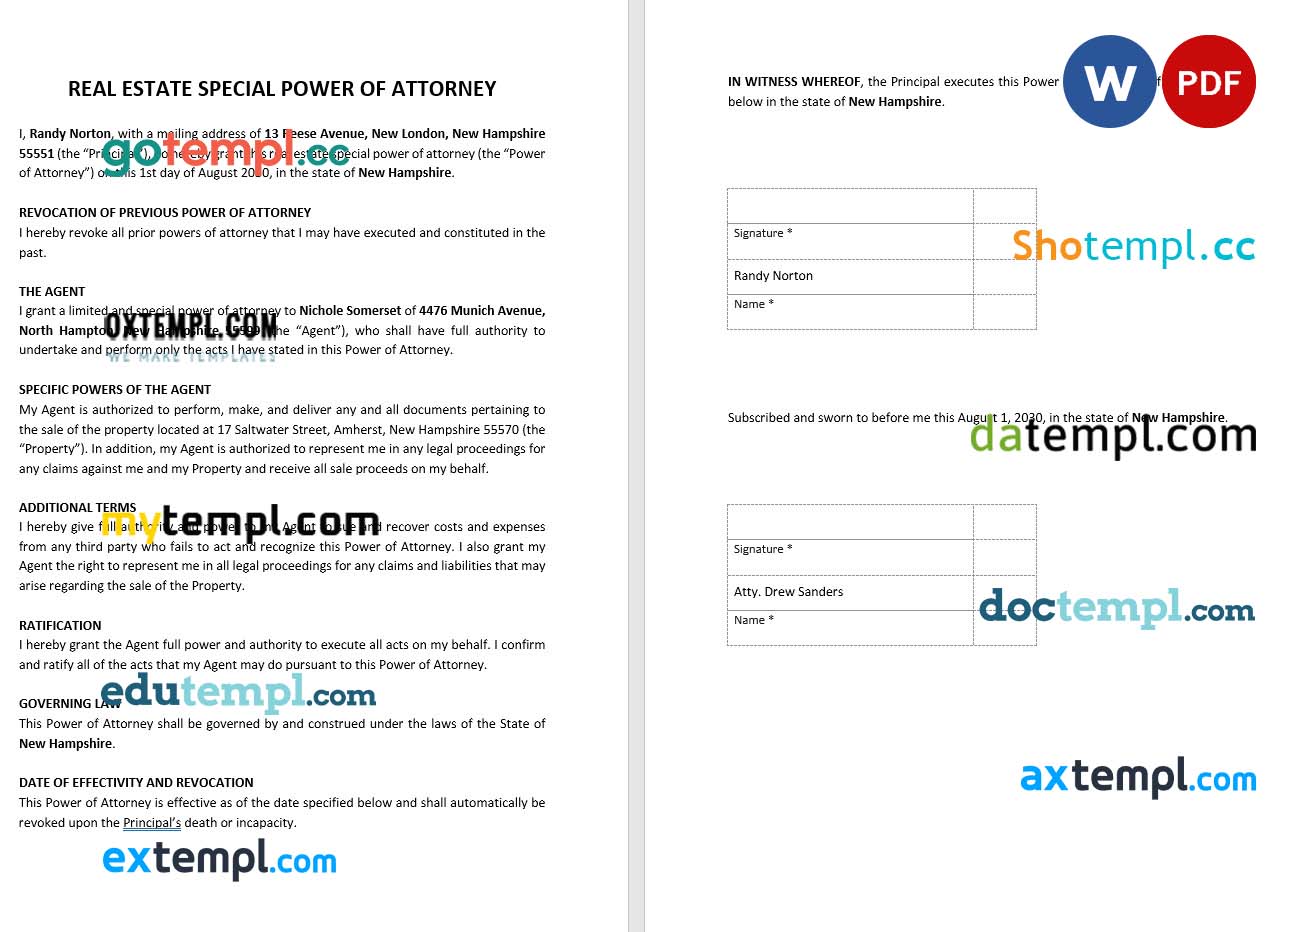 REAL ESTATE SPECIAL POWER OF ATTORNEY
I, Randy Norton, with a mailing address of 13 Reese Avenue, New London, New Hampshire
55551 (the “Principal”), do hereby grant this real estate special power of attorney (the “Power
of Attorney”) on this 1st day of August 2030, in the state of New Hampshire.
gotempl.cc
REVOCATION OF PREVIOUS POWER OF ATTORNEY
I hereby revoke all prior powers of attorney that I may have executed and constituted in the
past.
THE AGENT
I grant a limited and special power of attorney to Nichole Somerset of 4476 Munich Avenue,
North Hampton, New Hampshire 55599 (the “Agent”), who shall have full authority to
undertake and perform only the acts I have stated in this Power of Attorney.
OXTEMPL.COM
WE MAKE TEMPLATES
SPECIFIC POWERS OF THE AGENT
My Agent is authorized to perform, make, and deliver any and all documents pertaining to
the sale of the property located at 17 Saltwater Street, Amherst, New Hampshire 55570 (the
“Property”). In addition, my Agent is authorized to represent me in any legal proceedings for
any claims against me and my Property and receive all sale proceeds on my behalf.
ADDITIONAL TERMS
I hereby give full authority and power to my Agent to sue and recover costs and expenses
from any third party who fails to act and recognize this Power of Attorney. I also grant my
Agent the right to represent me in all legal proceedings for any claims and liabilities that may
arise regarding the sale of the Property.
mytempl.com
RATIFICATION
I hereby grant the Agent full power and authority to execute all acts on my behalf. I confirm
and ratify all of the acts that my Agent may do pursuant to this Power of Attorney.
edutempl.com
GOVERNING LAW
This Power of Attorney shall be governed by and construed under the laws of the State of
New Hampshire.
DATE OF EFFECTIVITY AND REVOCATION
This Power of Attorney is effective as of the date specified below and shall automatically be
revoked upon the Principal’s death or incapacity.
extempl.com
IN WITNESS WHEREOF, the Principal executes this Power
below in the state of New Hampshire.
W
PDF
Signature *
Randy Norton
Name *
Shotempl.cc
Subscribed and sworn to before me this August 1, 2030, in the state of New Hampshire.
datempl.com
Signature *
Atty. Drew Sanders
Name *
doctempl.com
axtempl.com